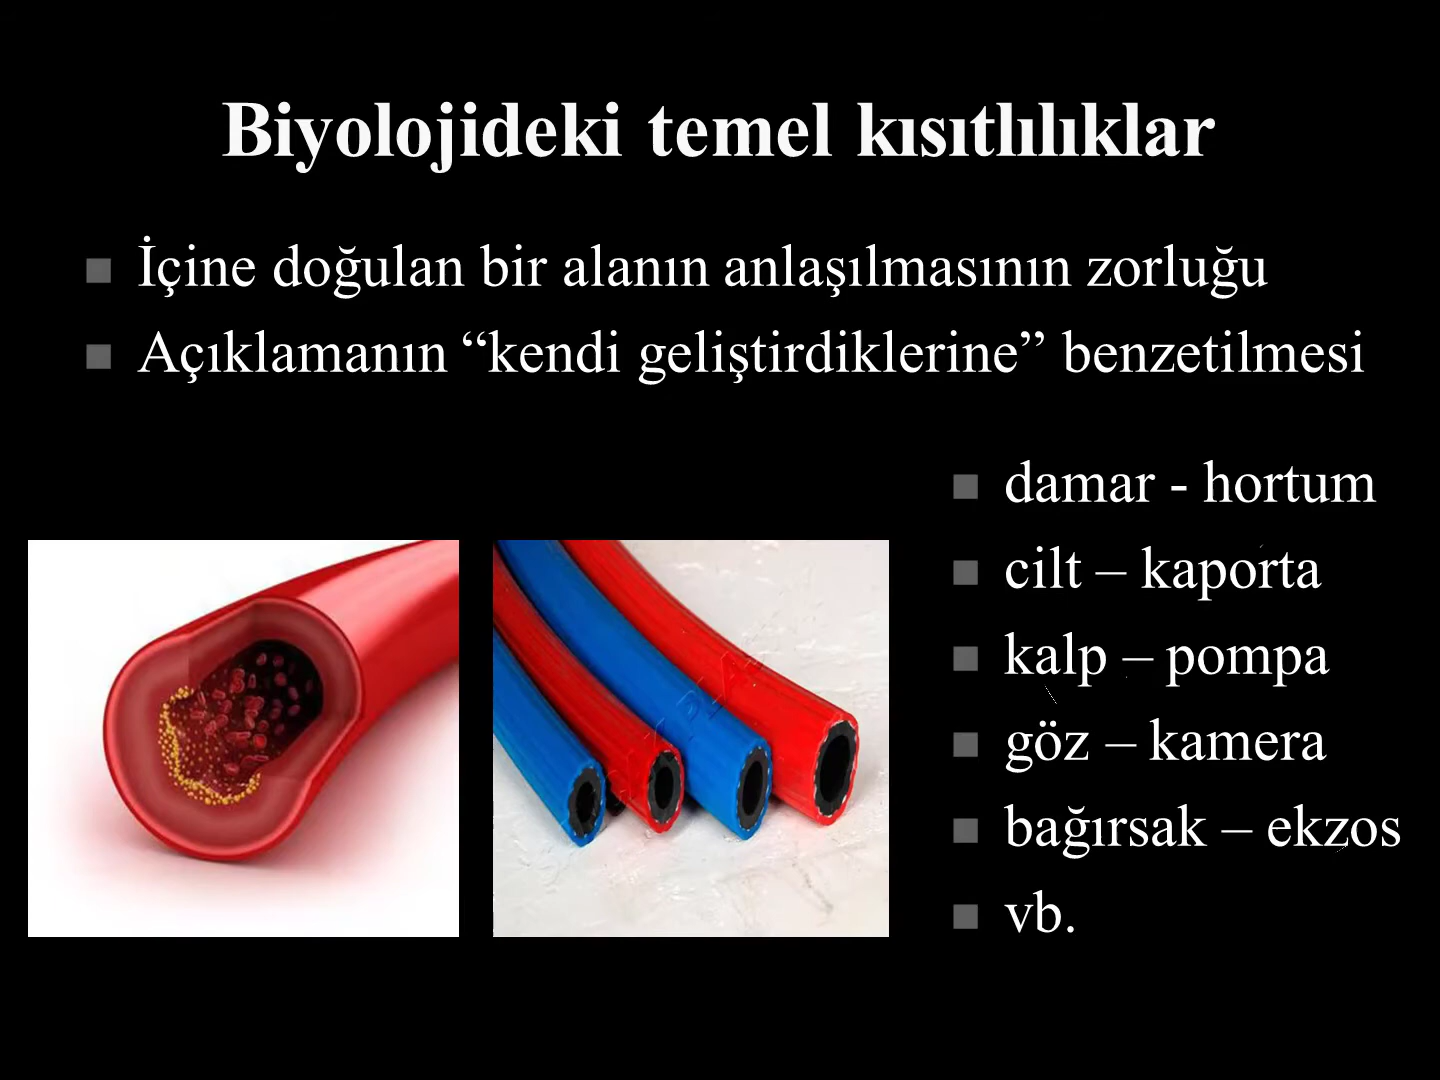 Biyolojideki temel kısıtlılıklar
İçine doğulan bir alanın anlaşılmasının zorluğu
Açıklamanın “kendi geliştirdiklerine” benzetilmesi
damar - hortum
cilt – kaporta
kalp – pompa
göz – kamera
bağırsak – ekzos
vb.